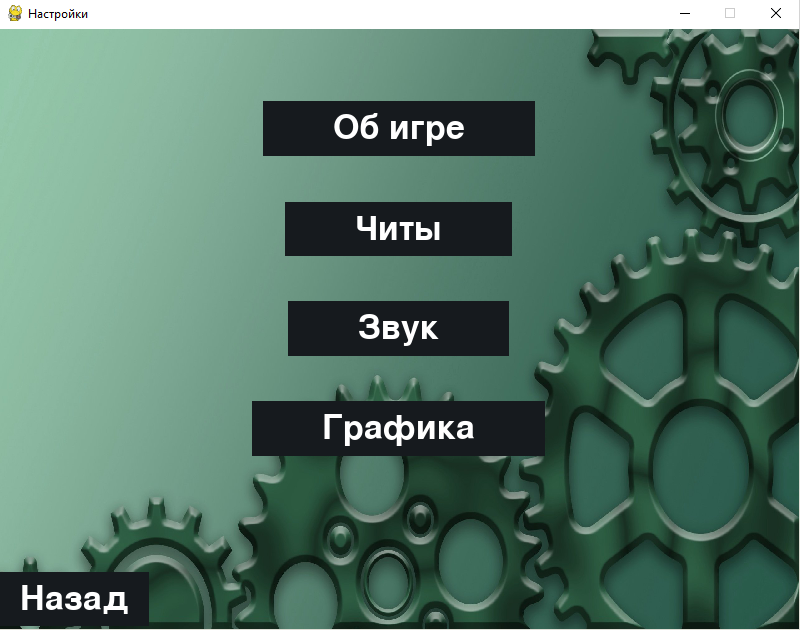 Настройки
Об игре
Читы
Звук
Графика
Назад